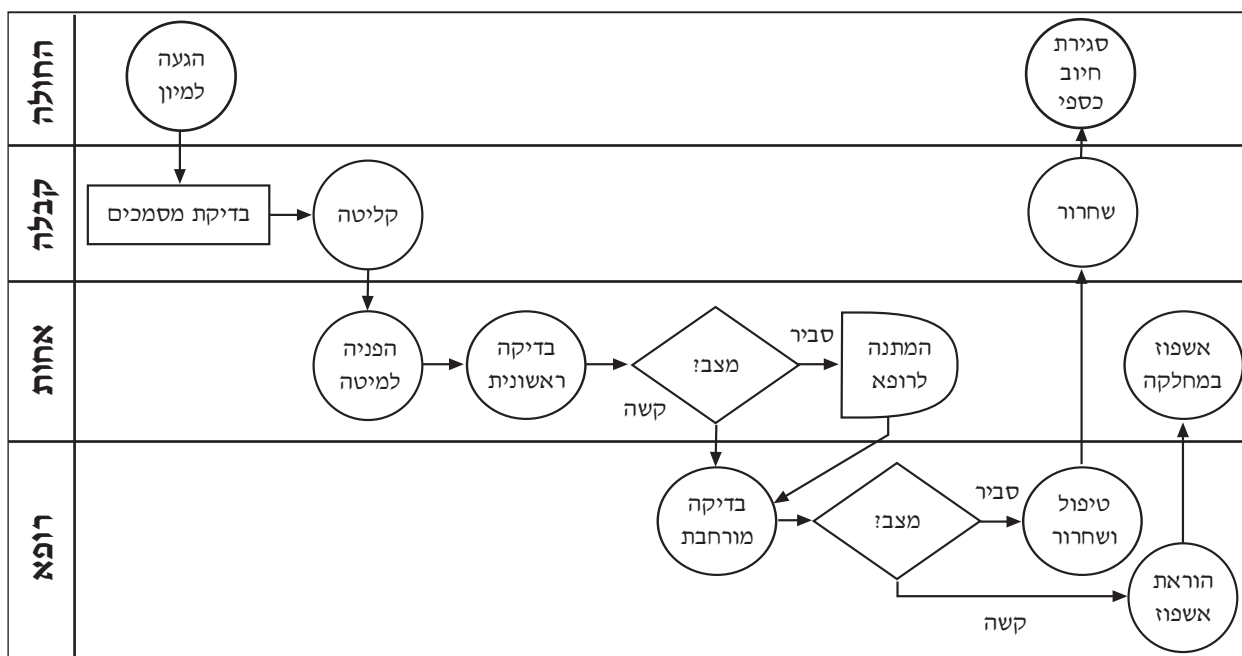 החולה
הגעה
למיון
סגירת
חיוב
כספי
קבלה
בדיקת מסמכים
קליטה
שחרור
אחות
הפניה
למיטה
בדיקה
ראשונית
מצב?
סביר
קשה
המתנה
לרופא
אשפוז
במחלקה
רופא
בדיקה
מורחבת
מצב?
סביר
קשה
טיפול
ושחרור
הוראת
אשפוז